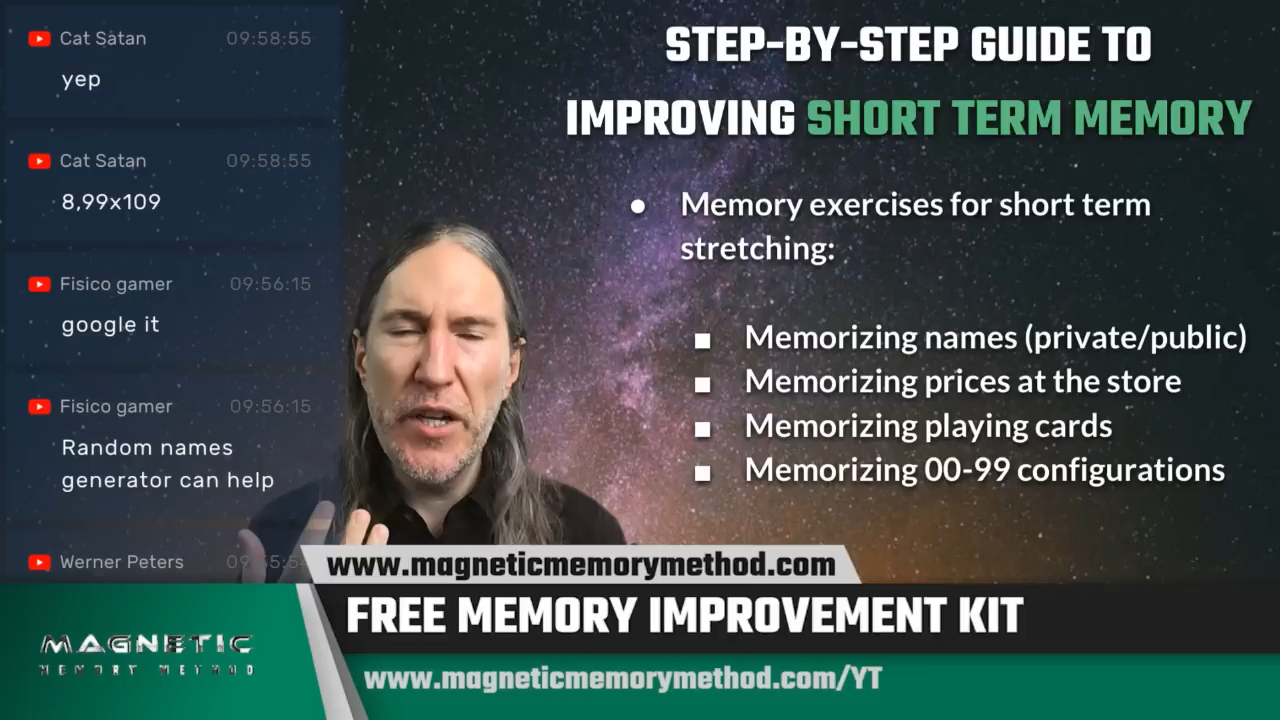 Cat Satan 09:58:55
yep
Cat Satan 09:58:55
8,99x109
Fisico gamer 09:56:15
google it
Fisico gamer 09:56:15
Random names
generator can help
Werner Peters
STEP-BY-STEP GUIDE TO
IMPROVING SHORT TERM MEMORY
● Memory exercises for short term
stretching:
■ Memorizing names (private/public)
■ Memorizing prices at the store
■ Memorizing playing cards
■ Memorizing 00-99 configurations
www.magneticmemorymethod.com
FREE MEMORY IMPROVEMENT KIT
www.magneticmemorymethod.com/YT
MAGNETIC
MEMORY METHOD